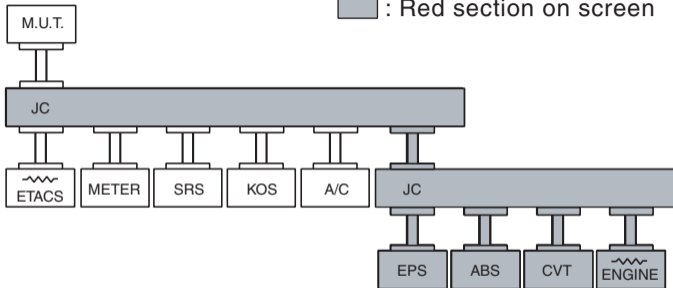 : Red section on screen
M.U.T.
JC
ETACS
METER
SRS
KOS
A/C
JC
EPS
ABS
CVT
ENGINE